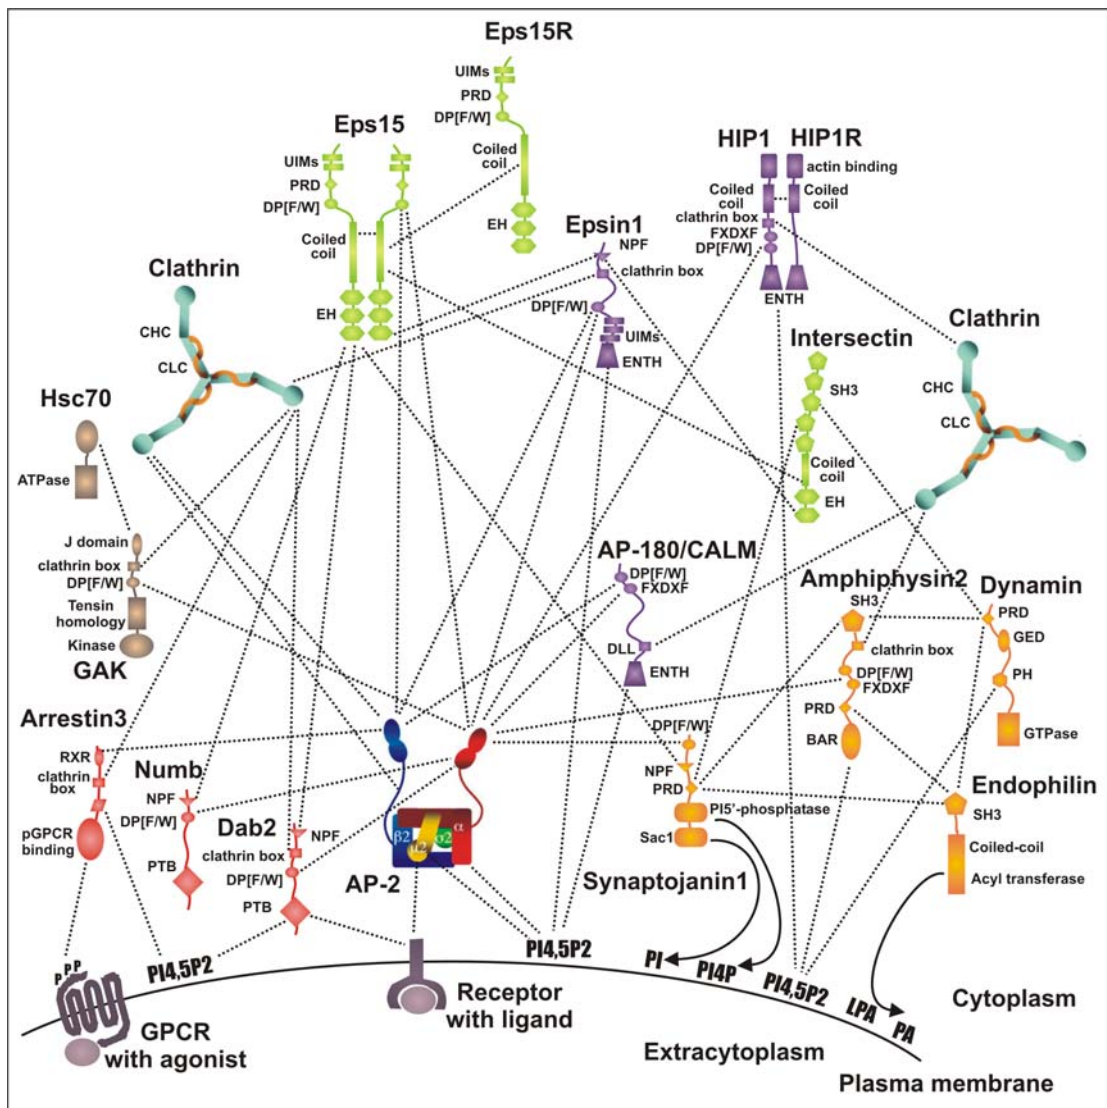 Eps15R
UIMs
PRD
DP[F/W]
Coiled
coil
EH
Eps15
UIMs
PRD
DP[F/W]
Coiled
coil
EH
HIP1
HIP1R
actin binding
Coiled
coil
Coiled
coil
clathrin box
FXDXF
DP[F/W]
ENTH
Epsin1
NPF
clathrin box
DP[F/W]
UIMs
ENTH
Clathrin
CHC
CLC
Intersectin
SH3
Coiled
coil
EH
Clathrin
CHC
CLC
Hsc70
ATPase
J domain
clathrin box
DP[F/W]
Tensin
homology
Kinase
GAK
AP-180/CALM
DP[F/W]
FXDXF
DLL
ENTH
Amphiphysin2
SH3
clathrin box
DP[F/W]
FXDXF
PRD
BAR
Dynamin
PRD
GED
PH
GTPase
Arrestin3
RXR
clathrin
box
pGPCR
binding
Numb
NPF
DP[F/W]
PTB
Dab2
NPF
clathrin box
DP[F/W]
PTB
β2
μ2
σ2
α
AP-2
DP[F/W]
NPF
PRD
PI5'-phosphatase
Sac1
Synaptojanin1
Endophilin
SH3
Coiled-coil
Acyl transferase
P P P
PI4,5P2
PI4,5P2
PI
PI4P
PI4,5P2
LPA
PA
GPCR
with agonist
Receptor
with ligand
Cytoplasm
Extracytoplasm
Plasma membrane